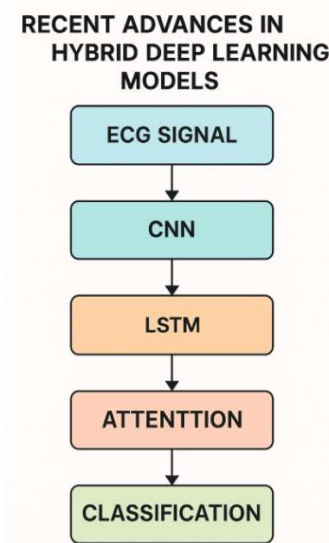 RECENT ADVANCES IN
HYBRID DEEP LEARNING
MODELS
ECG SIGNAL
CNN
LSTM
ATTENTTION
CLASSIFICATION